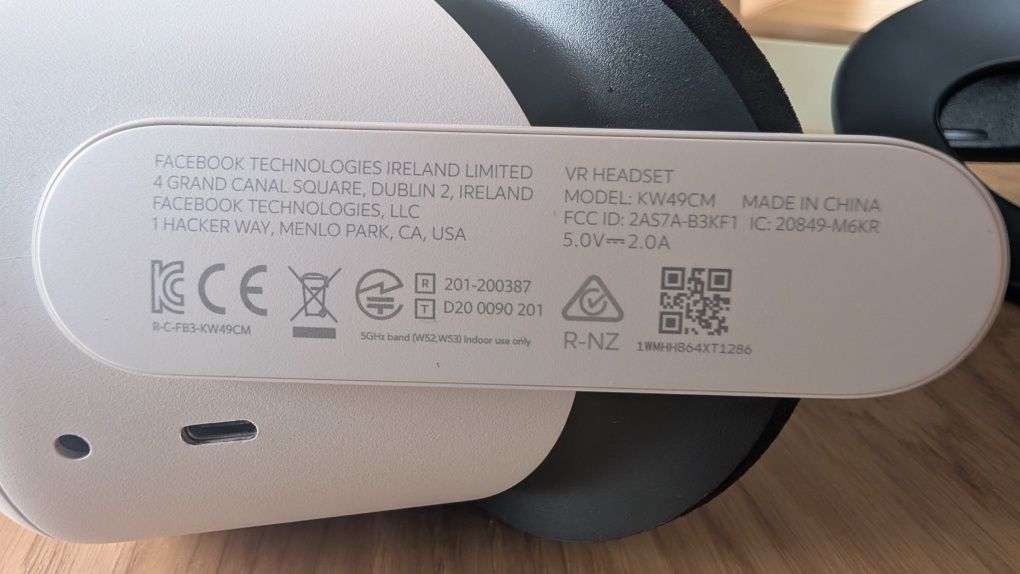 FACEBOOK TECHNOLOGIES IRELAND LIMITED
4 GRAND CANAL SQUARE, DUBLIN 2, IRELAND
FACEBOOK TECHNOLOGIES, LLC
1 HACKER WAY, MENLO PARK, CA, USA
VR HEADSET
MODEL: KW49CM MADE IN CHINA
FCC ID: 2AS7A-B3KF1 IC: 20849-M6KR
5.0V⎓2.0A
KC CE
R-C-FB3-KW49CM
R 201-200387
T D20 0090 201
5GHz band (W52,W53) Indoor use only
R-NZ
1WMHH864XT1286